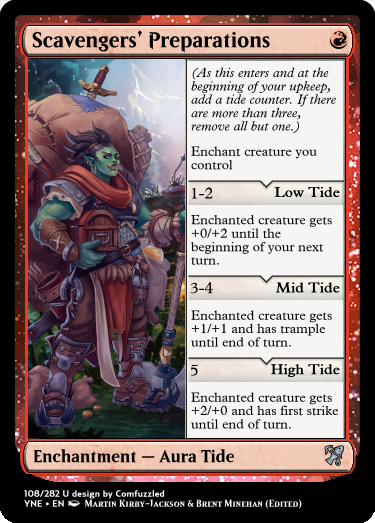 Scavengers' Preparations
(As this enters and at the
beginning of your upkeep,
add a tide counter. If there
are more than three,
remove all but one.)
Enchant creature you
control
1-2 Low Tide
Enchanted creature gets
+0/+2 until the
beginning of your next
turn.
3-4 Mid Tide
Enchanted creature gets
+1/+1 and has trample
until end of turn.
5 High Tide
Enchanted creature gets
+2/+0 and has first strike
until end of turn.
Enchantment — Aura Tide
108/282 U design by Comfuzzled
YNE • EN Martin Kirby-Jackson & Brent Minehan (Edited)